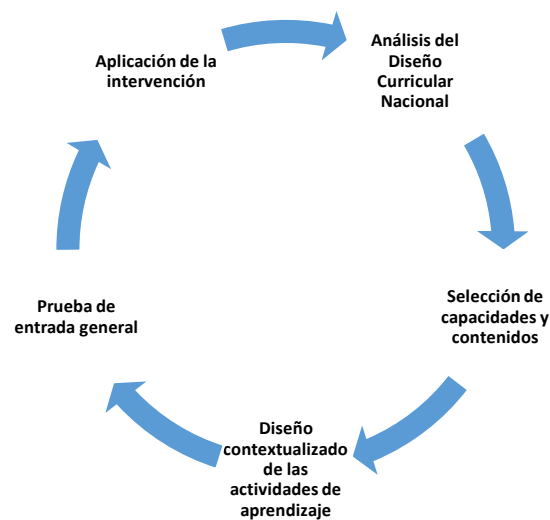 Aplicación de la
intervención
Análisis del
Diseño
Curricular
Nacional
Selección de
capacidades y
contenidos
Diseño
contextualizado
de las
actividades de
aprendizaje
Prueba de
entrada general